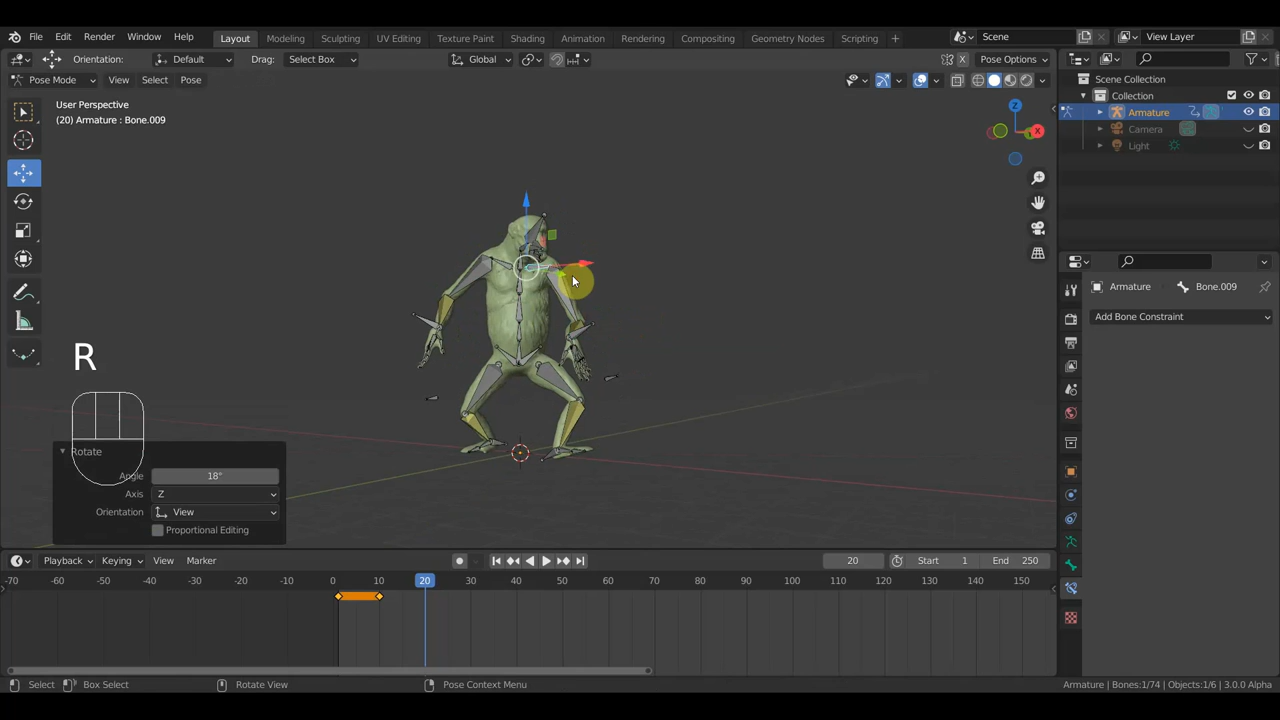 File Edit Render Window Help Layout Modeling Sculpting UV Editing Texture Paint Shading Animation Rendering Compositing Geometry Nodes Scripting + Scene View Layer
Orientation: Default Drag: Select Box Global X Pose Options
Pose Mode View Select Pose
Scene Collection
Collection
Armature
Camera
Light
User Perspective
(20) Armature : Bone.009
Z
X
Armature Bone.009
Add Bone Constraint
R
Rotate
Angle 18°
Axis Z
Orientation View
Proportional Editing
Playback Keying View Marker 20 Start 1 End 250
-70 -60 -50 -40 -30 -20 -10 0 10 20 30 40 50 60 70 80 90 100 110 120 130 140 150
Select Box Select Rotate View Pose Context Menu Armature | Bones:1/74 | Objects:1/6 | 3.0.0 Alpha